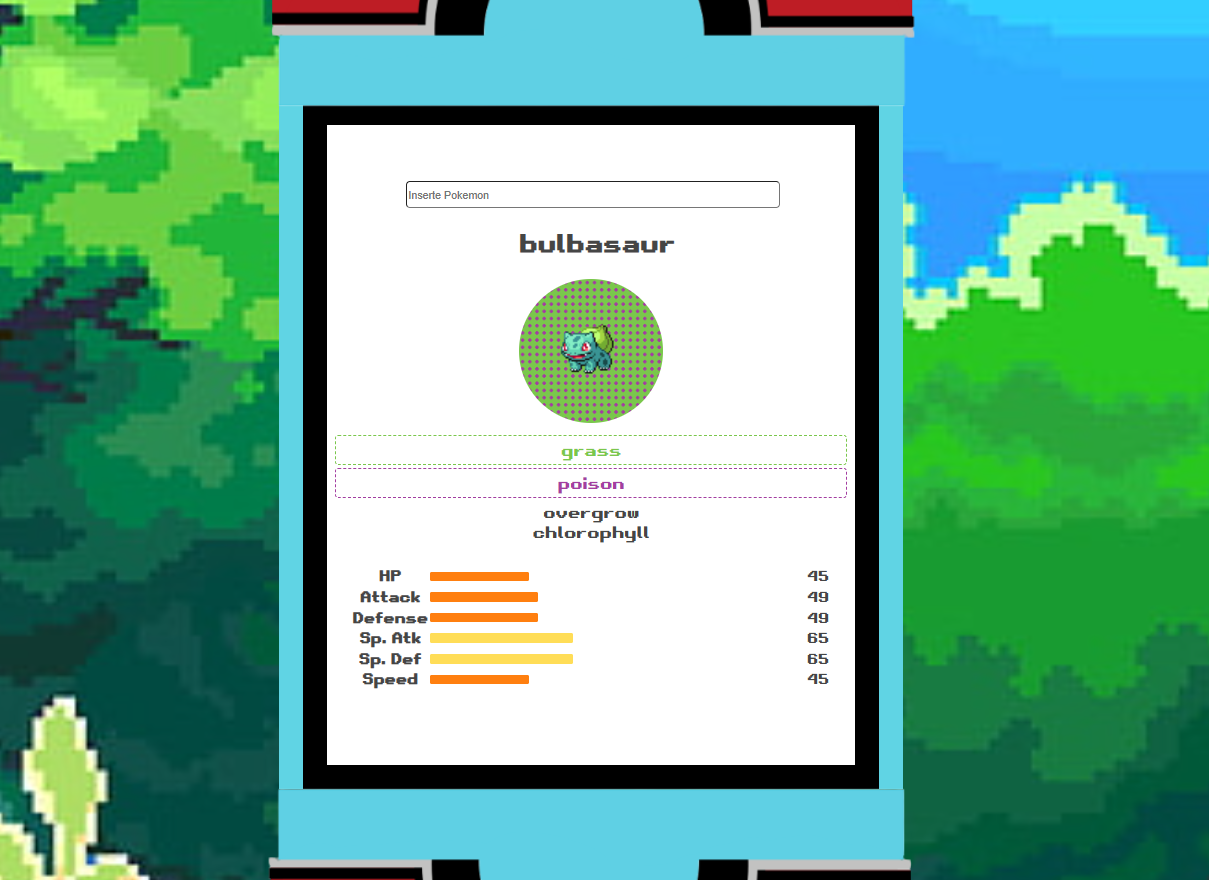 Inserte Pokemon
bulbasaur
grass
poison
overgrow
chlorophyll
HP 45
Attack 49
Defense 49
Sp. Atk 65
Sp. Def 65
Speed 45